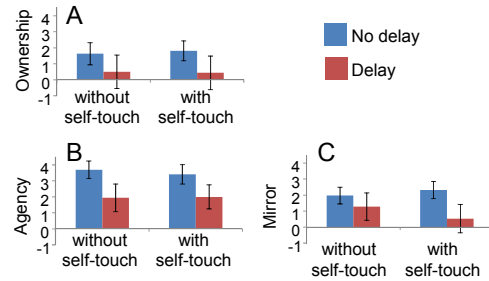 A
Ownership
4
3
2
1
0
-1
without
self-touch
with
self-touch
No delay
Delay
B
Agency
4
3
2
1
0
-1
without
self-touch
with
self-touch
C
Mirror
4
3
2
1
0
-1
without
self-touch
with
self-touch